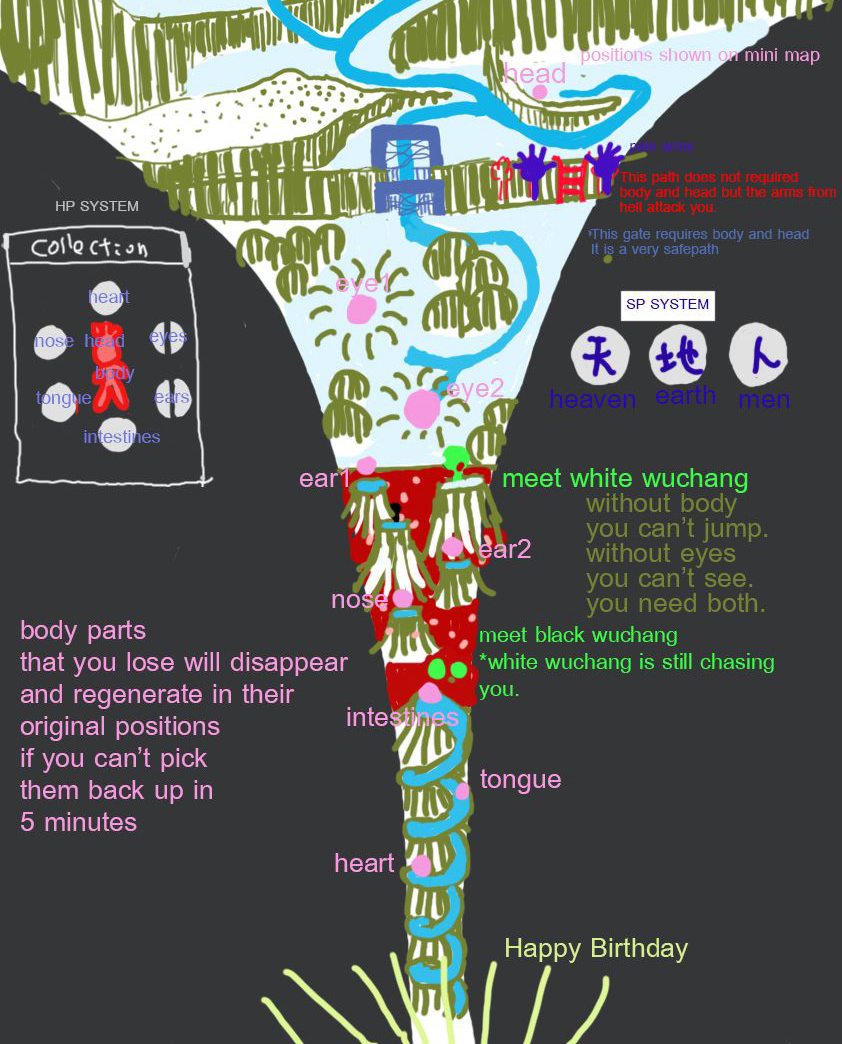 positions shown on mini map
head
This path does not required
body and head but the arms from
hell attack you.
HP SYSTEM
Collection
heart
nose
head
eyes
body
tongue
ears
intestines
*This gate requires body and head
It is a very safepath
eye1
SP SYSTEM
天 地 人
heaven
earth
men
eye2
ear1
meet white wuchang
without body
you can't jump.
without eyes
you can't see.
you need both.
ear2
nose
meet black wuchang
*white wuchang is still chasing
you.
body parts
that you lose will disappear
and regenerate in their
original positions
if you can't pick
them back up in
5 minutes
intestines
tongue
heart
Happy Birthday